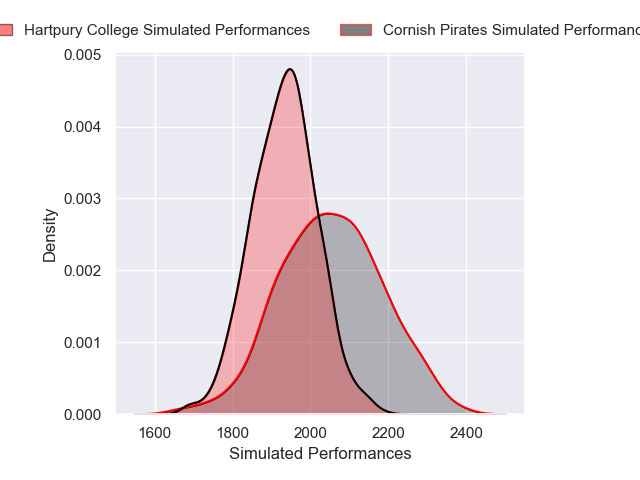 Hartpury College Simulated Performances
Cornish Pirates Simulated Performanc
0.005
0.004
0.003
0.002
0.001
0.000
Density
1600
1800
2000
2200
2400
Simulated Performances